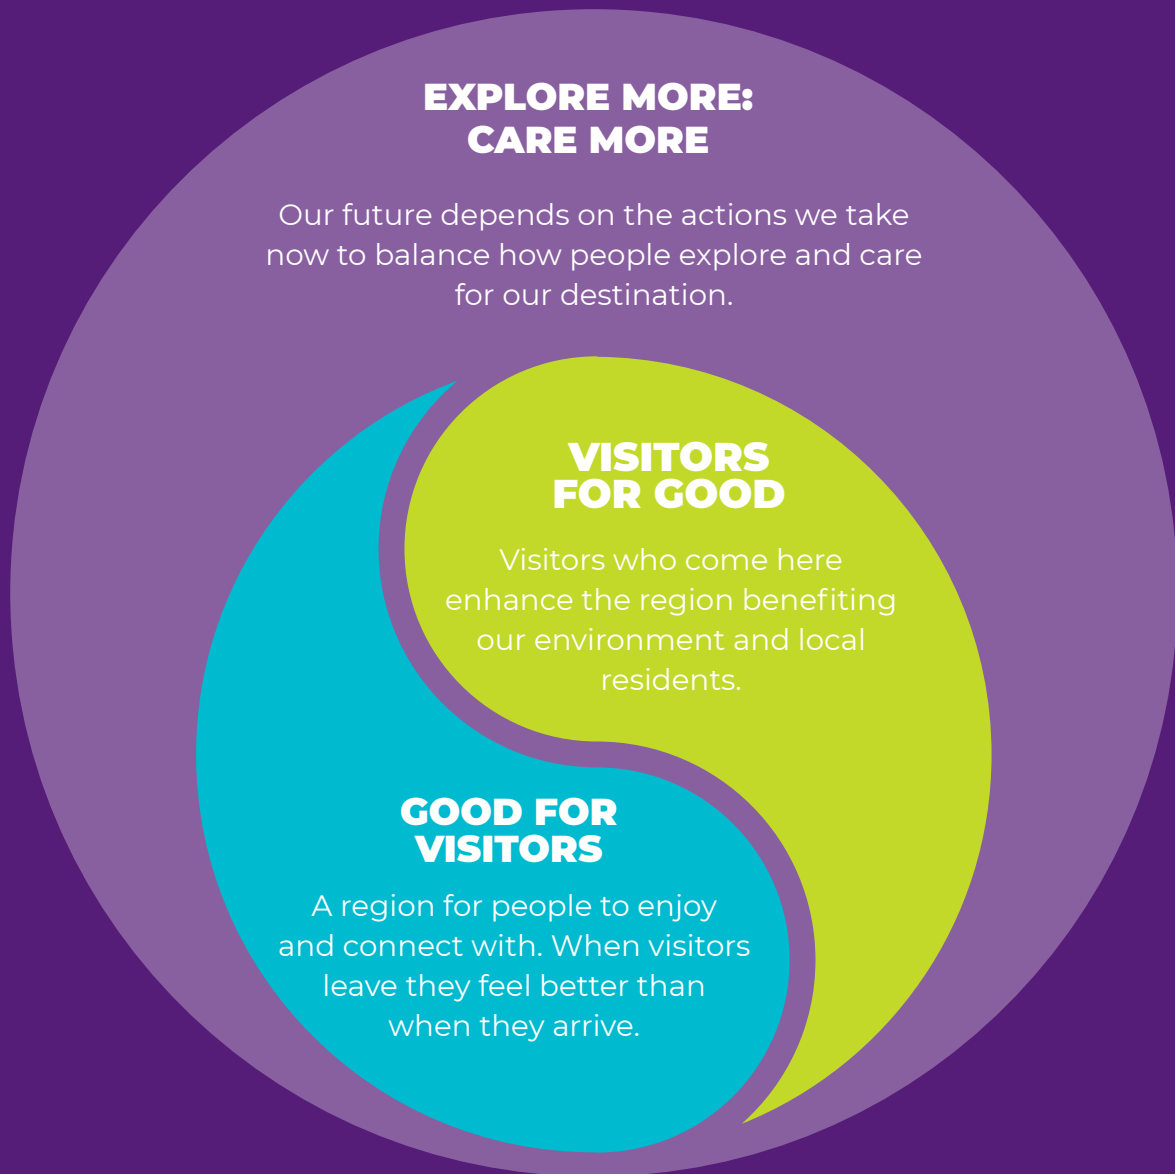 EXPLORE MORE:
CARE MORE
Our future depends on the actions we take
now to balance how people explore and care
for our destination.
VISITORS
FOR GOOD
Visitors who come here
enhance the region benefiting
our environment and local
residents.
GOOD FOR
VISITORS
A region for people to enjoy
and connect with. When visitors
leave they feel better than
when they arrive.